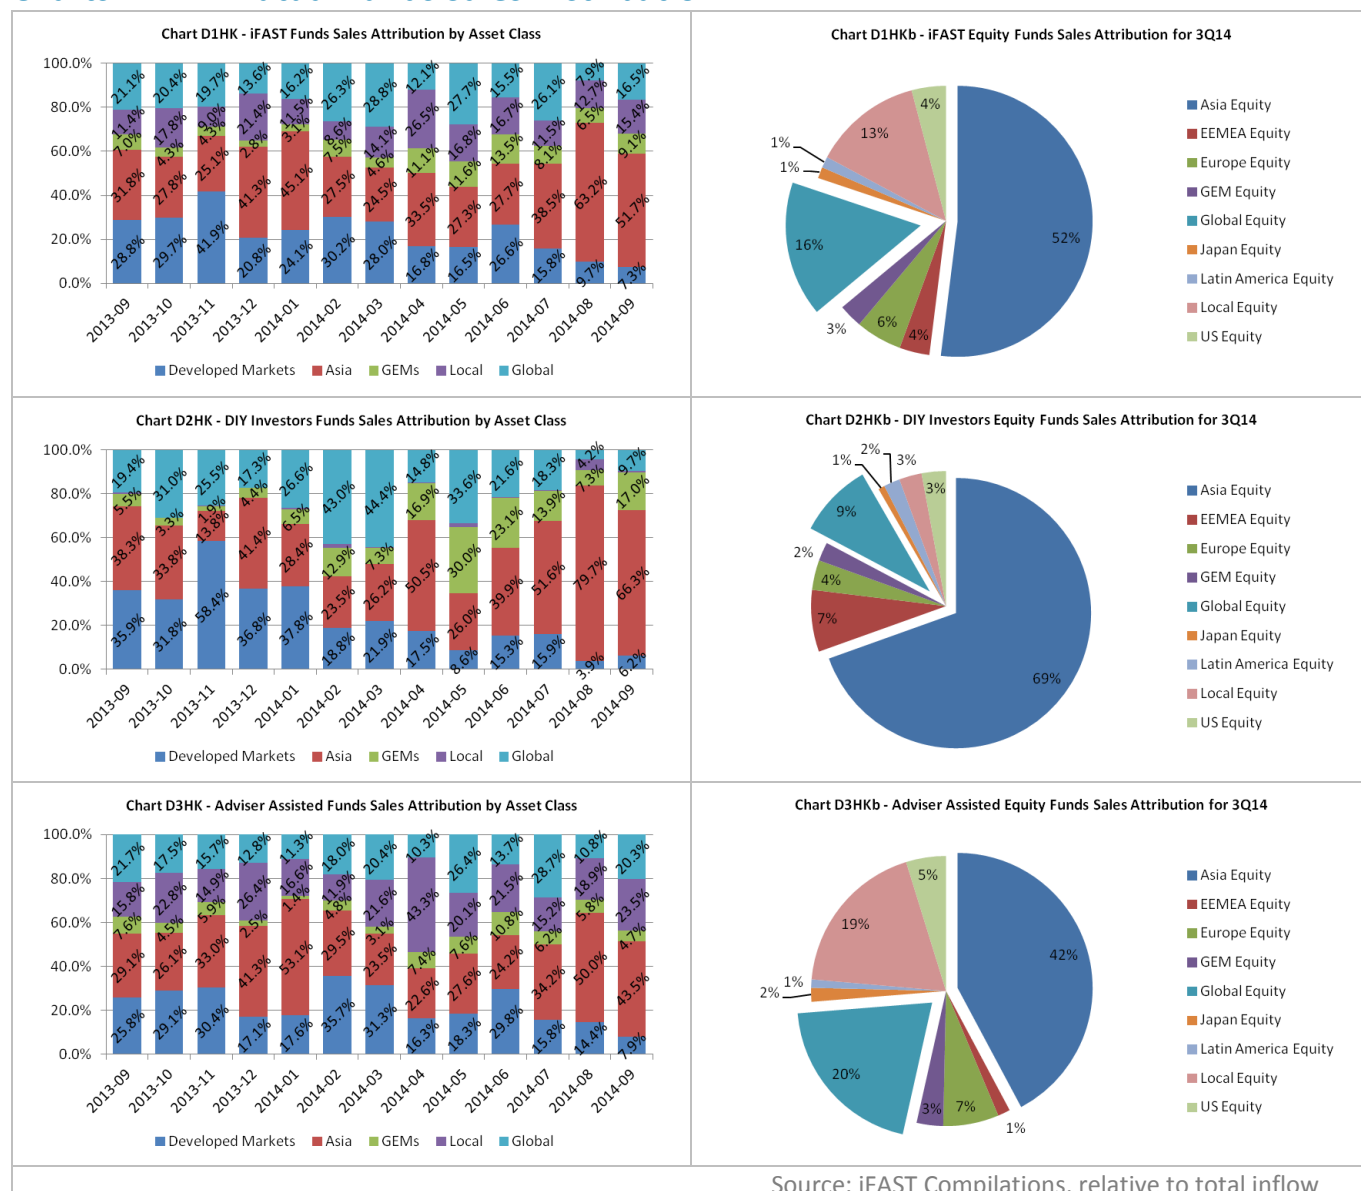 Chart D1HK - iFAST Funds Sales Attribution by Asset Class
100.0%
80.0%
60.0%
40.0%
20.0%
0.0%
21.1% 20.4% 19.7% 13.6% 16.2% 26.3% 28.8% 12.1% 27.7% 15.5% 26.1% 7.9% 16.5%
11.4% 17.8% 9.0% 21.4% 11.5% 8.6% 14.1% 26.5% 16.8% 16.7% 11.5% 12.7% 15.4%
7.0% 4.3% 4.3% 2.8% 3.1% 7.5% 4.6% 11.1% 11.6% 13.5% 8.1% 6.5% 9.1%
31.8% 27.8% 25.1% 41.3% 45.1% 27.5% 24.5% 33.5% 27.3% 27.7% 38.5% 63.2% 51.7%
28.8% 29.7% 41.9% 20.8% 24.1% 30.2% 28.0% 16.8% 16.5% 26.6% 15.8% 9.7% 7.3%
2013-09 2013-10 2013-11 2013-12 2014-01 2014-02 2014-03 2014-04 2014-05 2014-06 2014-07 2014-08 2014-09
Developed Markets Asia GEMs Local Global
Chart D1HKb - iFAST Equity Funds Sales Attribution for 3Q14
52%
4%
6%
3%
16%
1%
1%
13%
4%
Asia Equity
EEMEA Equity
Europe Equity
GEM Equity
Global Equity
Japan Equity
Latin America Equity
Local Equity
US Equity
Chart D2HK - DIY Investors Funds Sales Attribution by Asset Class
100.0%
80.0%
60.0%
40.0%
20.0%
0.0%
19.4% 31.0% 25.5% 17.3% 26.6% 43.0% 44.4% 14.8% 33.6% 21.6% 18.3% 4.2% 9.7%
5.5% 3.3% 1.9% 4.4% 6.5% 12.9% 7.3% 16.9% 30.0% 23.1% 13.9% 7.3% 17.0%
38.3% 33.8% 13.8% 41.4% 28.4% 23.5% 26.2% 50.5% 26.0% 39.9% 51.6% 79.7% 66.3%
35.9% 31.8% 58.4% 36.8% 37.8% 18.8% 21.9% 17.5% 8.6% 15.3% 15.9% 3.9% 6.2%
2013-09 2013-10 2013-11 2013-12 2014-01 2014-02 2014-03 2014-04 2014-05 2014-06 2014-07 2014-08 2014-09
Developed Markets Asia GEMs Local Global
Chart D2HKb - DIY Investors Equity Funds Sales Attribution for 3Q14
69%
7%
4%
2%
9%
1%
2%
3%
3%
Asia Equity
EEMEA Equity
Europe Equity
GEM Equity
Global Equity
Japan Equity
Latin America Equity
Local Equity
US Equity
Chart D3HK - Adviser Assisted Funds Sales Attribution by Asset Class
100.0%
80.0%
60.0%
40.0%
20.0%
0.0%
21.7% 17.5% 15.7% 12.8% 11.3% 18.0% 20.4% 10.3% 26.4% 13.7% 28.7% 10.8% 20.3%
15.8% 22.8% 14.9% 26.4% 16.6% 11.9% 21.6% 43.3% 20.1% 21.5% 15.2% 18.9% 23.5%
7.6% 4.5% 5.9% 2.5% 1.4% 4.8% 3.1% 7.4% 7.6% 10.8% 6.2% 5.8% 4.7%
29.1% 26.1% 33.0% 41.3% 53.1% 29.5% 23.5% 22.6% 27.6% 24.2% 34.2% 50.0% 43.5%
25.8% 29.1% 30.4% 17.1% 17.6% 35.7% 31.3% 16.3% 18.3% 29.8% 15.8% 14.4% 7.9%
2013-09 2013-10 2013-11 2013-12 2014-01 2014-02 2014-03 2014-04 2014-05 2014-06 2014-07 2014-08 2014-09
Developed Markets Asia GEMs Local Global
Chart D3HKb - Adviser Assisted Equity Funds Sales Attribution for 3Q14
42%
1%
7%
3%
20%
2%
1%
19%
5%
Asia Equity
EEMEA Equity
Europe Equity
GEM Equity
Global Equity
Japan Equity
Latin America Equity
Local Equity
US Equity
Source: iFAST Compilations, relative to total inflow